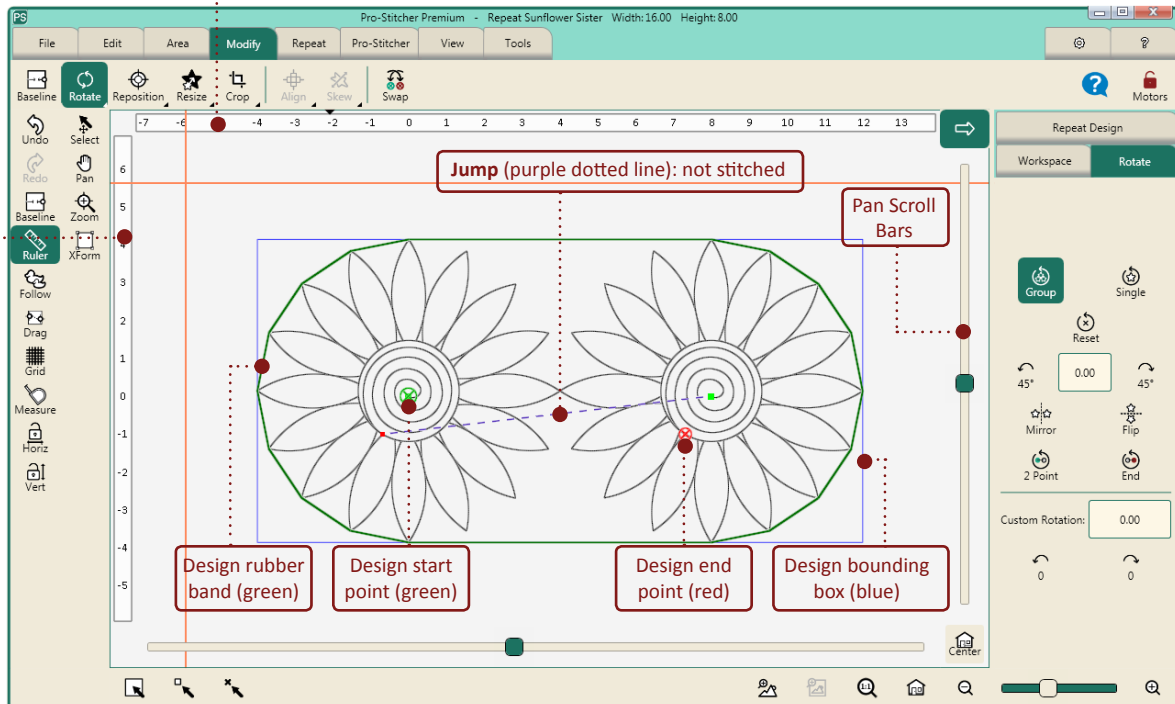 PS
Pro-Stitcher Premium - Repeat Sunflower Sister Width:16.00 Height:8.00
File Edit Area Modify Repeat Pro-Stitcher View Tools
Baseline Rotate Reposition Resize Crop Align Skew Swap Motors
Undo Select
Redo Pan
Baseline Zoom
Ruler XForm
Follow
Drag
Grid
Measure
Horiz
Vert
-7 -6 -4 -3 -2 -1 0 1 2 3 4 5 6 7 8 9 10 11 12 13
6
5
4
3
2
1
0
-1
-2
-3
-4
-5
Jump (purple dotted line): not stitched
Pan Scroll
Bars
Design rubber
band (green)
Design start
point (green)
Design end
point (red)
Design bounding
box (blue)
Center
1:1
Repeat Design
Workspace Rotate
Group Single
Reset
45° 0.00 45°
Mirror Flip
2 Point End
Custom Rotation: 0.00
0 0